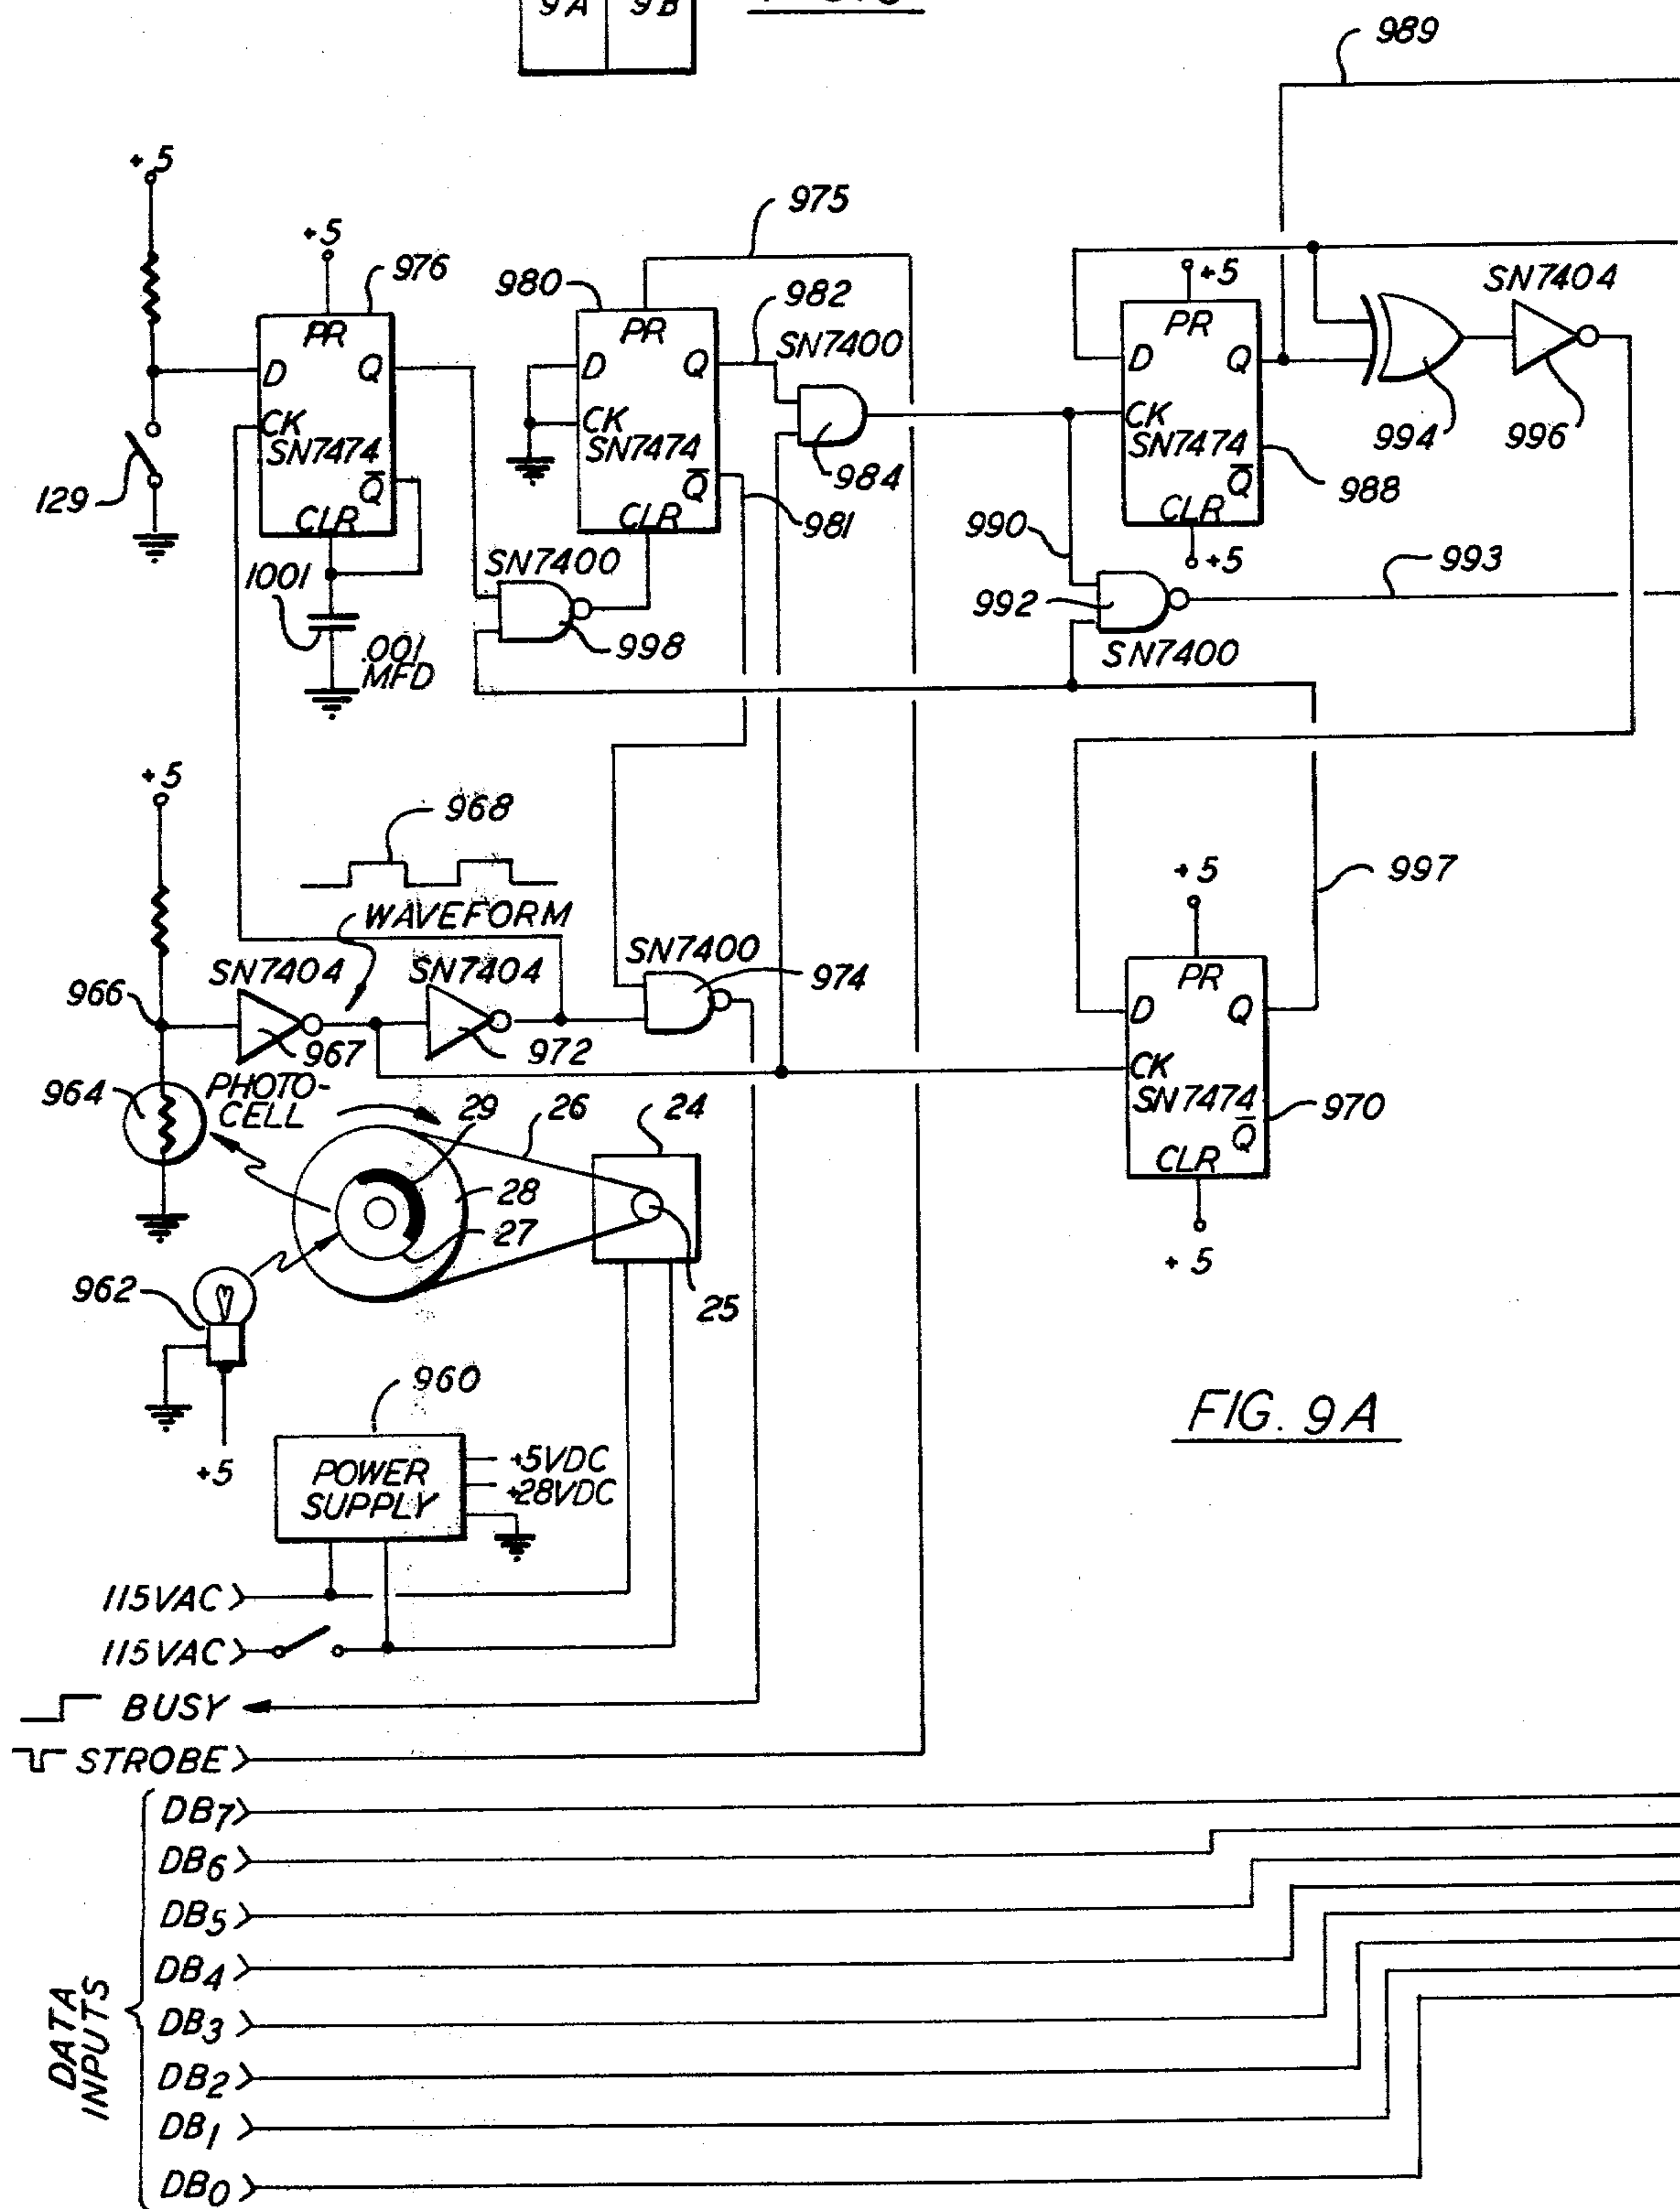 9A 9B
989
+5
975
+5
976
980
982
SN7400
+5
SN7404
PR
D Q
CK
SN7474
Q̅
CLR
PR
D Q
CK
SN7474
Q̅
CLR
984
981
PR
D Q
CK
SN7474
Q̅
CLR
+5
988
994
996
129
1001
.001
MFD
SN7400
998
990
992
SN7400
993
+5
968
WAVEFORM
SN7404
SN7404
SN7400
974
966
967
972
+5
997
PR
D Q
CK
SN7474
Q̅
CLR
+5
970
964
PHOTO-
CELL
29
26
24
28
27
25
962
+5
960
POWER
SUPPLY
+5VDC
+28VDC
FIG. 9A
115VAC
115VAC
BUSY
STROBE
DATA
INPUTS
DB7
DB6
DB5
DB4
DB3
DB2
DB1
DB0